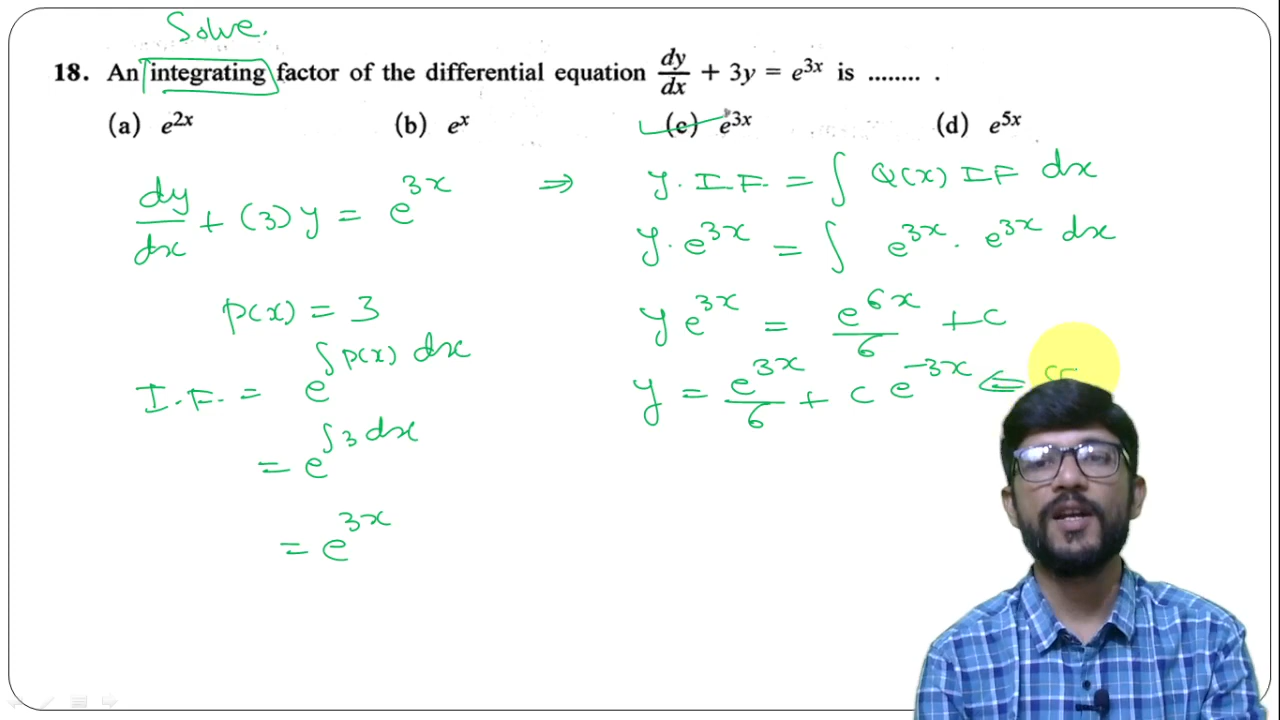 Solve.
18. An integrating factor of the differential equation dy/dx + 3y = e^3x is ........ .
(a) e^2x (b) e^x (c) e^3x (d) e^5x
dy/dx + (3) y = e^3x
P(x) = 3
I.F. = e^∫P(x) dx
= e^∫3 dx
= e^3x
⇒ y. I.F. = ∫ Q(x) IF dx
y. e^3x = ∫ e^3x . e^3x dx
y e^3x = e^6x/6 + c
y = e^3x/6 + c e^-3x ⇐